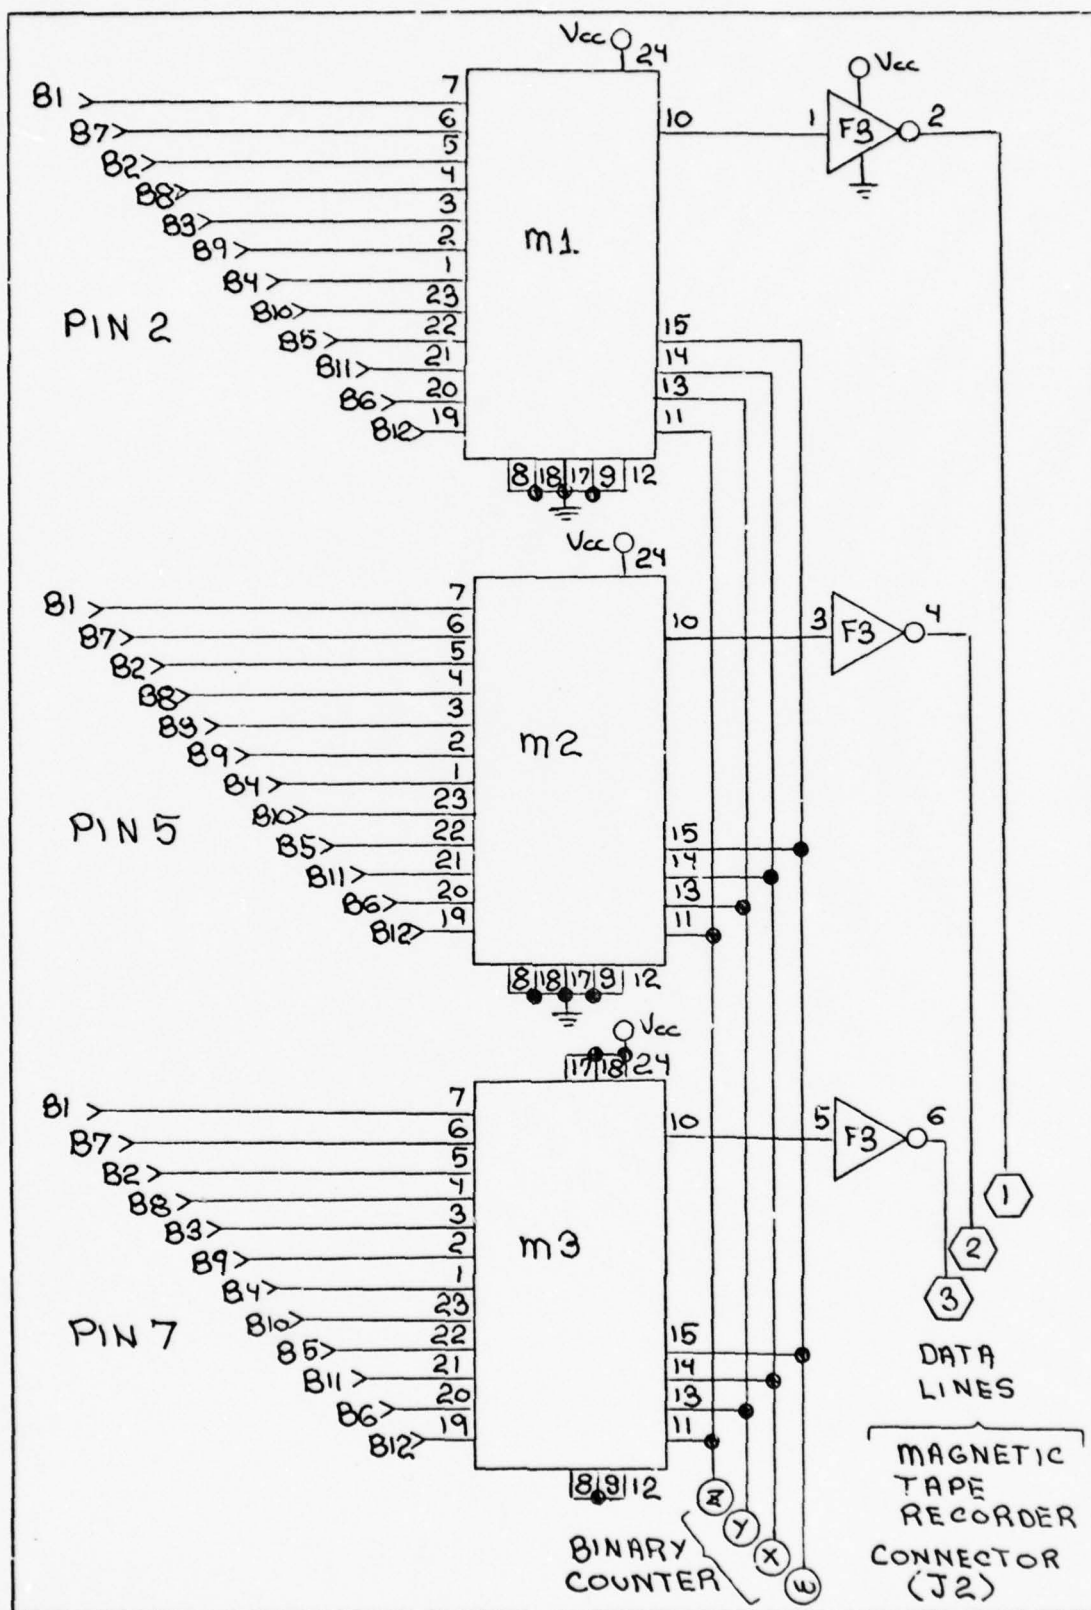 Vcc 24
Vcc
B1 7
B7 6
B2 5
B8 4
B3 3
B9 2
B4 1
B10 23
B5 22
B11 21
B6 20
B12 19
PIN 2
m1
10
1 F3 2
15
14
13
11
8 18 17 9 12
Vcc 24
B1 7
B7 6
B2 5
B8 4
B3 3
B9 2
B4 1
B10 23
B5 22
B11 21
B6 20
B12 19
PIN 5
m2
10
3 F3 4
15
14
13
11
8 18 17 9 12
Vcc
17 18 24
B1 7
B7 6
B2 5
B8 4
B3 3
B9 2
B4 1
B10 23
B5 22
B11 21
B6 20
B12 19
PIN 7
m3
10
5 F3 6
15
14
13
11
8 9 12
1
2
3
DATA
LINES
MAGNETIC
TAPE
RECORDER
CONNECTOR
(J2)
Z
Y
X
W
BINARY
COUNTER